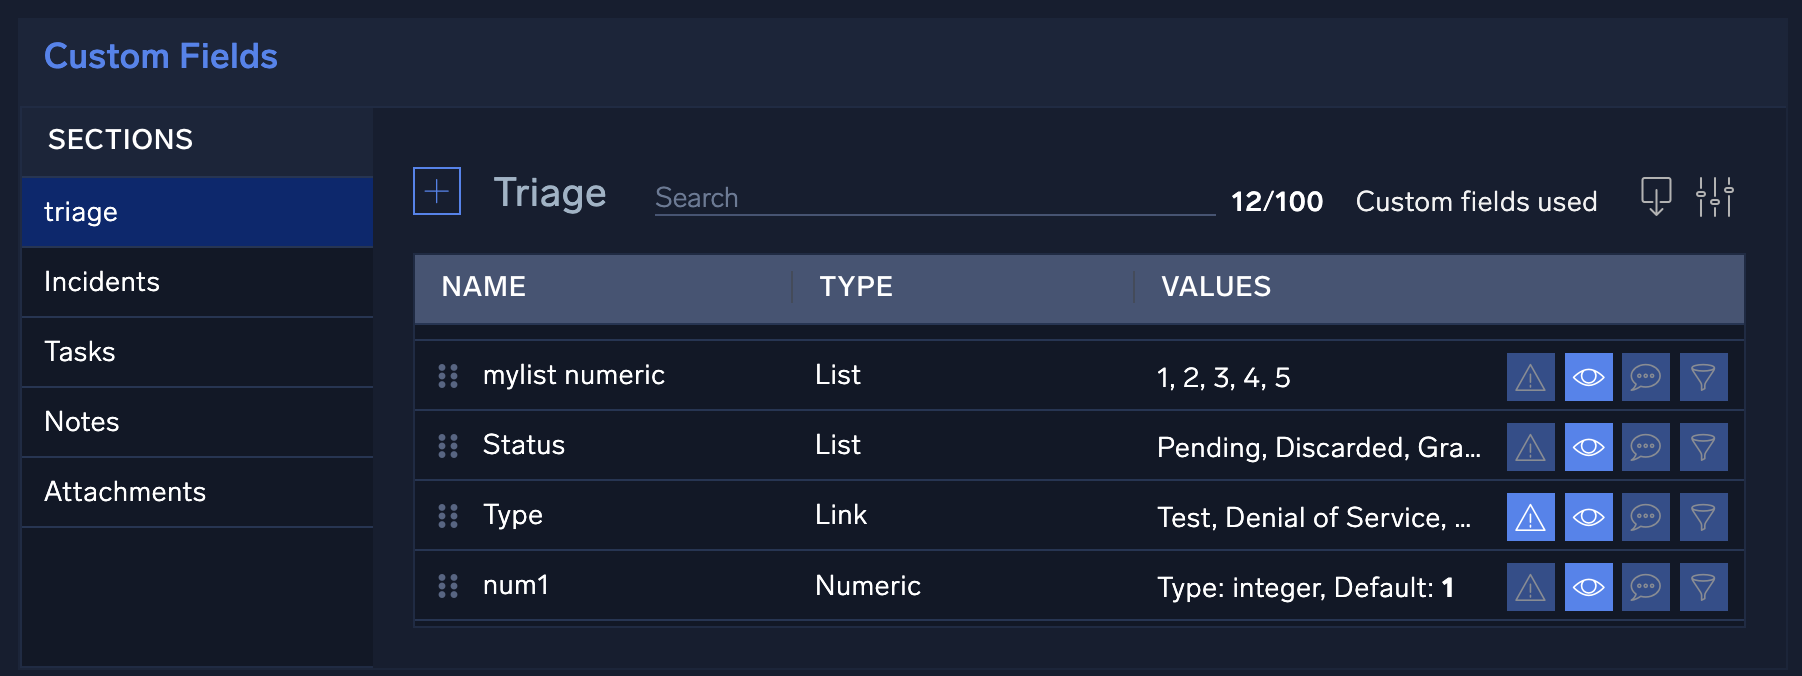 Custom Fields
SECTIONS
triage
Incidents
Tasks
Notes
Attachments
Triage Search 12/100 Custom fields used
NAME TYPE VALUES
mylist numeric List 1, 2, 3, 4, 5
Status List Pending, Discarded, Gra...
Type Link Test, Denial of Service, ...
num1 Numeric Type: integer, Default: 1